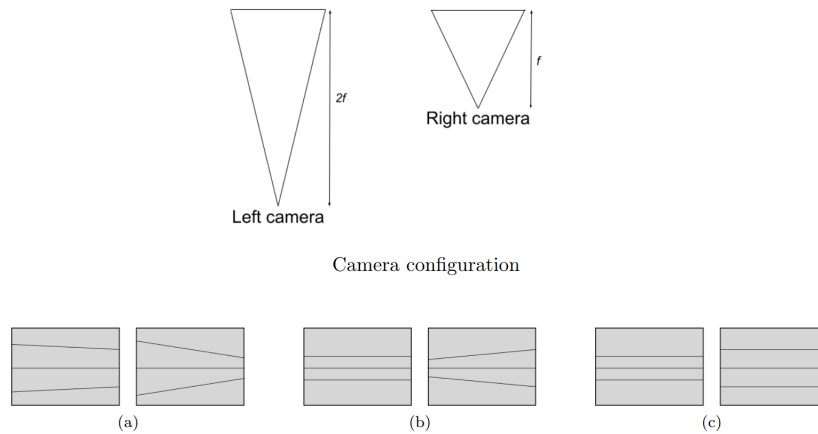 2f
f
Right camera
Left camera
Camera configuration
(a)
(b)
(c)